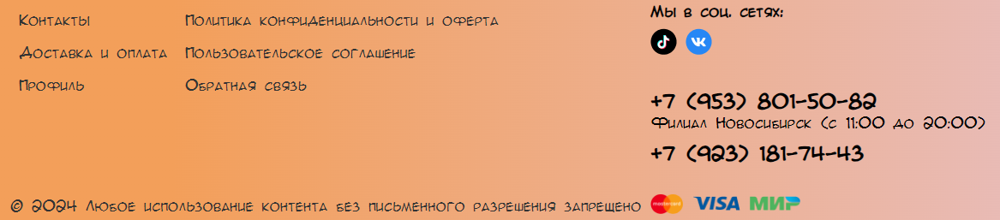 Контакты
Доставка и оплата
Профиль
Политика конфиденциальности и оферта
Пользовательское соглашение
Обратная связь
Мы в соц. сетях:
+7 (953) 801-50-82
Филиал Новосибирск (с 11:00 до 20:00)
+7 (923) 181-74-43
© 2024 Любое использование контента без письменного разрешения запрещено
mastercard VISA МИР